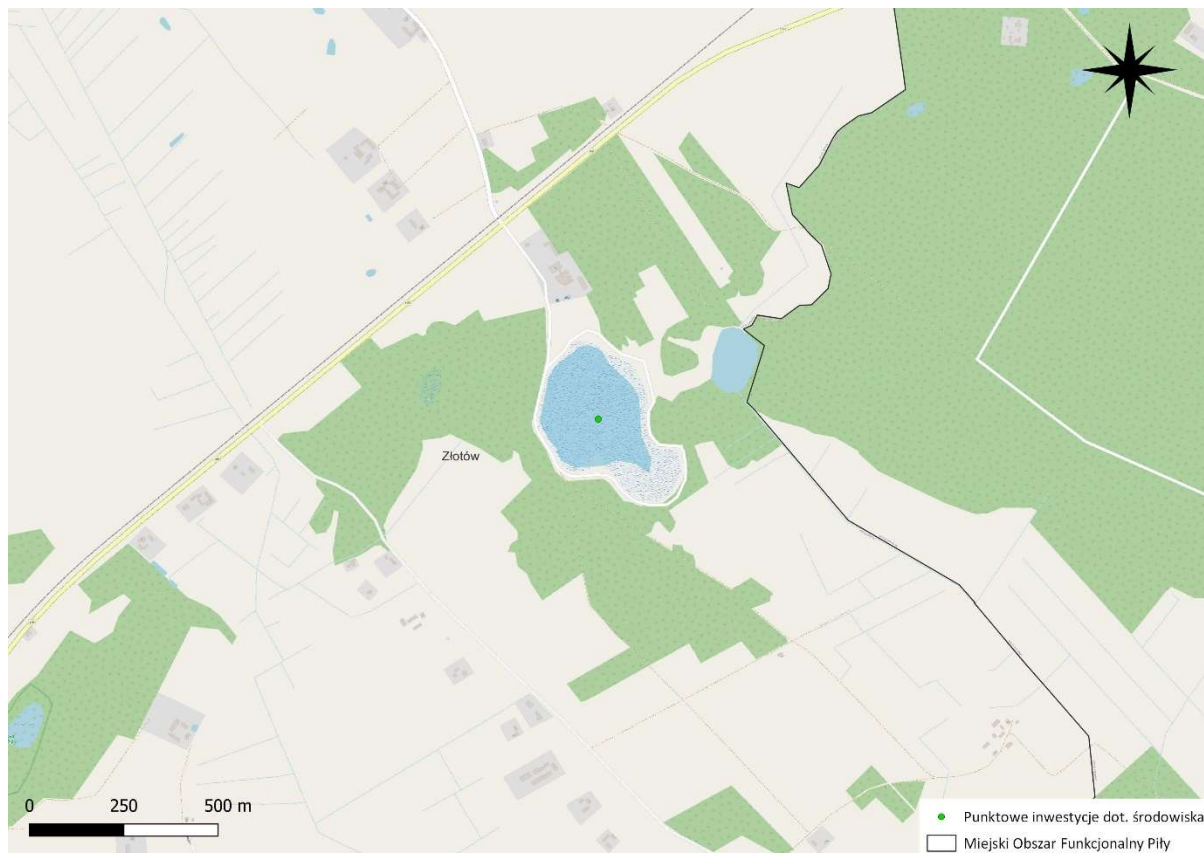 Złotów
0 250 500 m
Punktowe inwestycje dot. środowiska
Miejski Obszar Funkcjonalny Piły